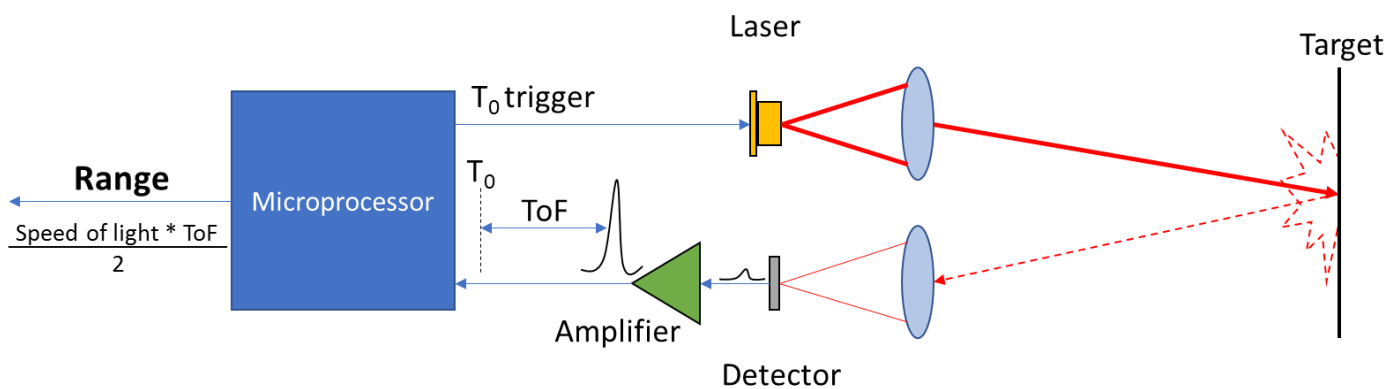 Laser
Target
T₀ trigger
Range
Speed of light * ToF
2
Microprocessor
T₀
ToF
Amplifier
Detector